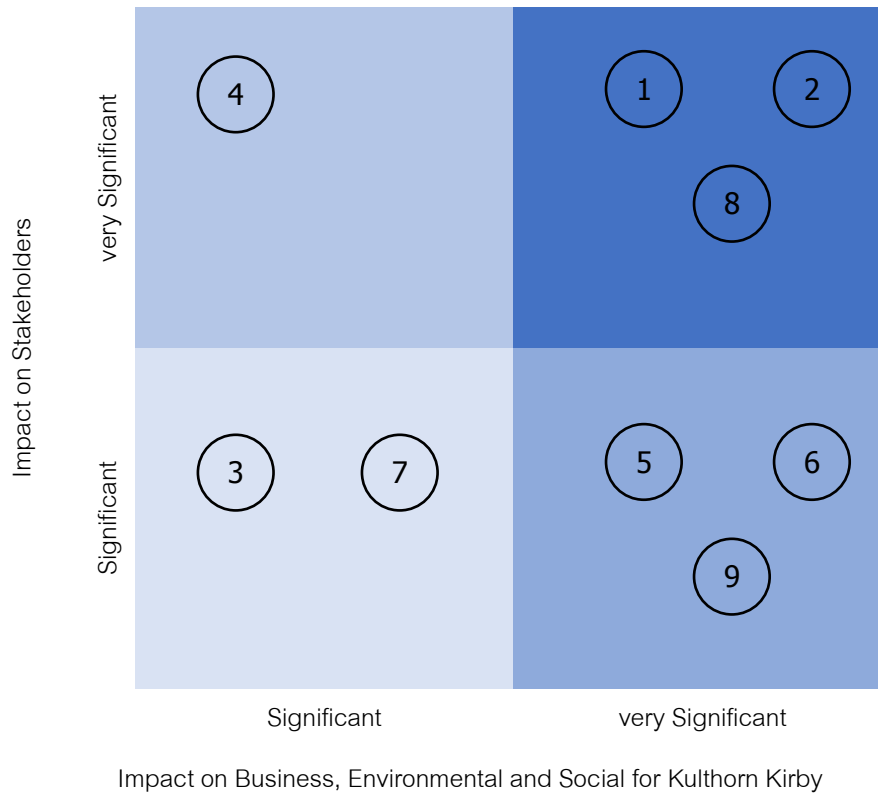 Impact on Stakeholders
very Significant
4
1
2
8
Significant
3
7
5
6
9
Significant
very Significant
Impact on Business, Environmental and Social for Kulthorn Kirby